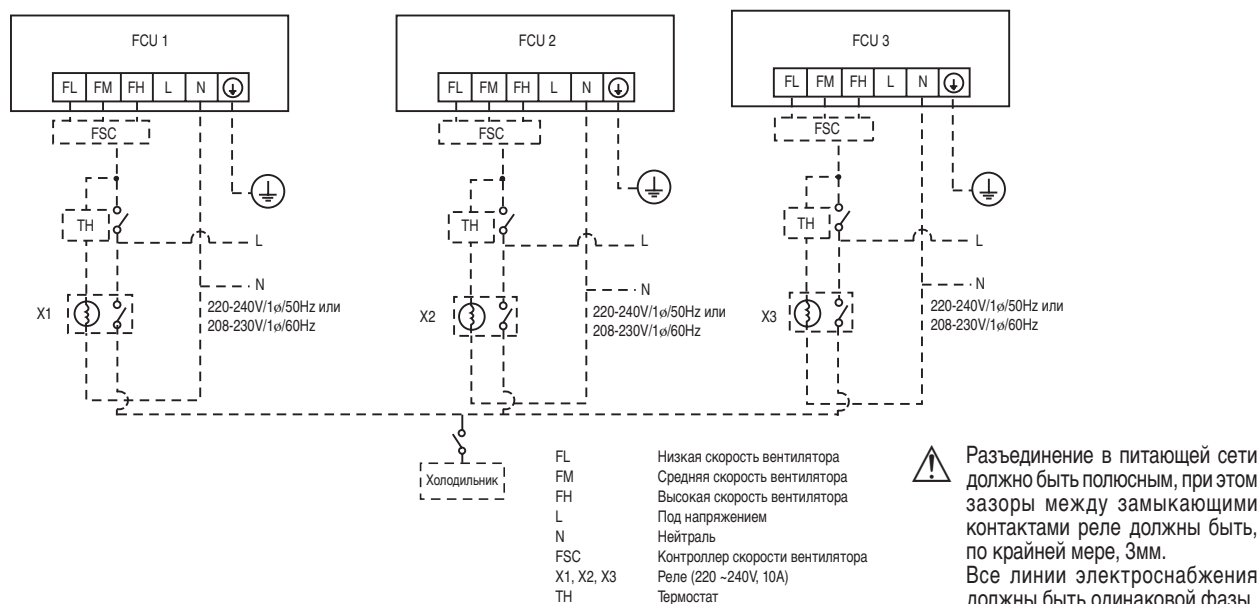 FCU 1
FL FM FH L N
FSC
TH
L
N
X1
220-240V/1ø/50Hz или
208-230V/1ø/60Hz
FCU 2
FL FM FH L N
FSC
TH
L
N
X2
220-240V/1ø/50Hz или
208-230V/1ø/60Hz
FCU 3
FL FM FH L N
FSC
TH
L
N
X3
220-240V/1ø/50Hz или
208-230V/1ø/60Hz
Холодильник
FL Низкая скорость вентилятора
FM Средняя скорость вентилятора
FH Высокая скорость вентилятора
L Под напряжением
N Нейтраль
FSC Контроллер скорости вентилятора
X1, X2, X3 Реле (220 ~240V, 10A)
TH Термостат
Разъединение в питающей сети
должно быть полюсным, при этом
зазоры между замыкающими
контактами реле должны быть,
по крайней мере, 3мм.
Все линии электроснабжения
должны быть одинаковой фазы.